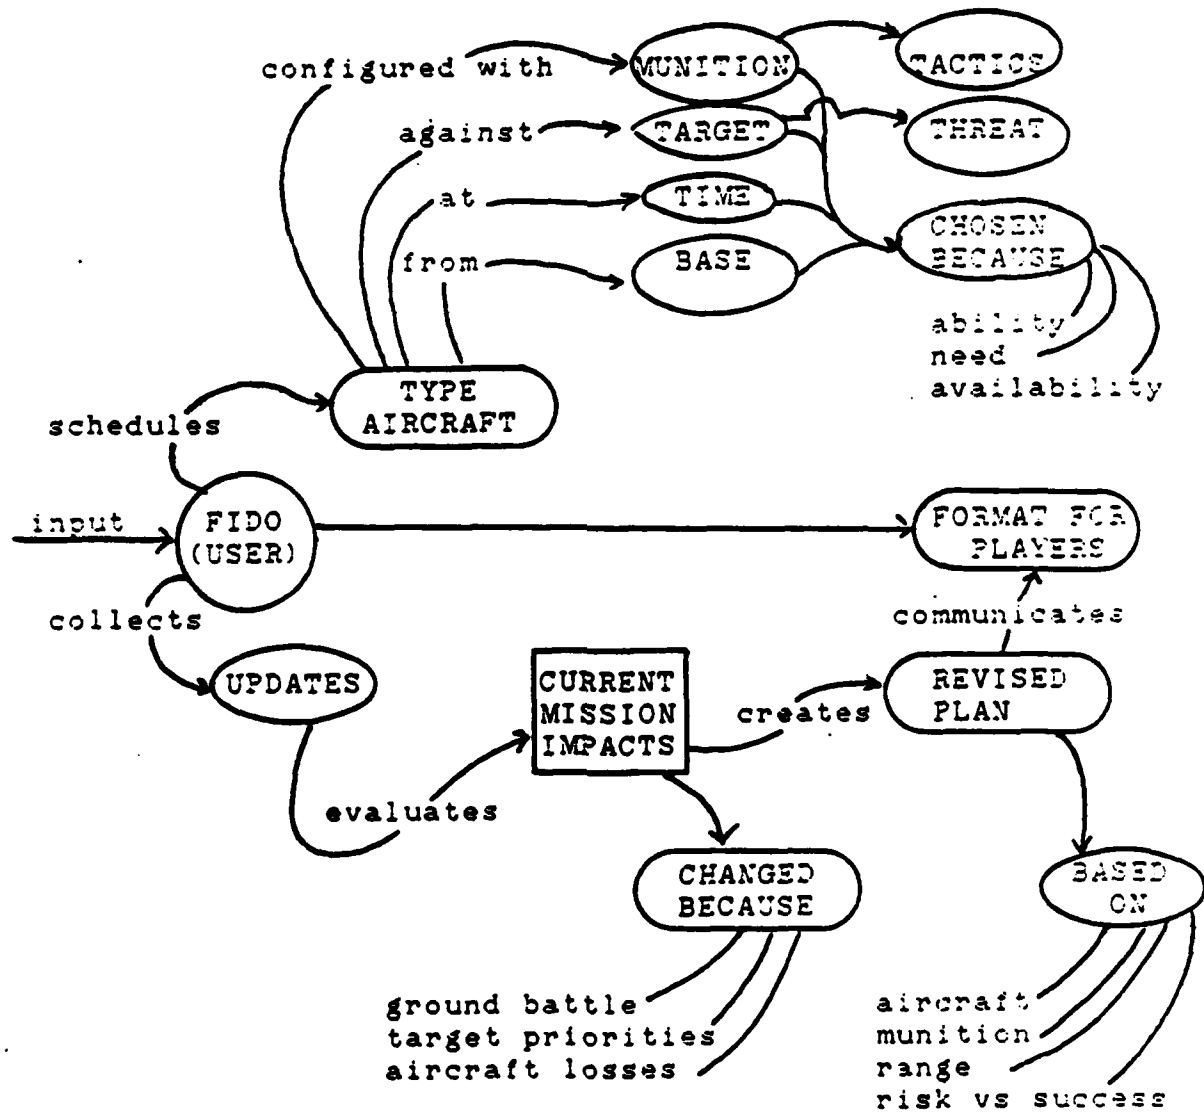 configured with
MUNITION
TACTICS
against
TARGET
THREAT
at
TIME
from
BASE
CHOSEN
BECAUSE
ability
need
availability
TYPE
AIRCRAFT
schedules
input
FIDO
(USER)
FORMAT FOR
PLAYERS
collects
communicates
UPDATES
CURRENT
MISSION
IMPACTS
creates
REVISED
PLAN
evaluates
CHANGED
BECAUSE
BASED
ON
ground battle
target priorities
aircraft losses
aircraft
munition
range
risk vs success